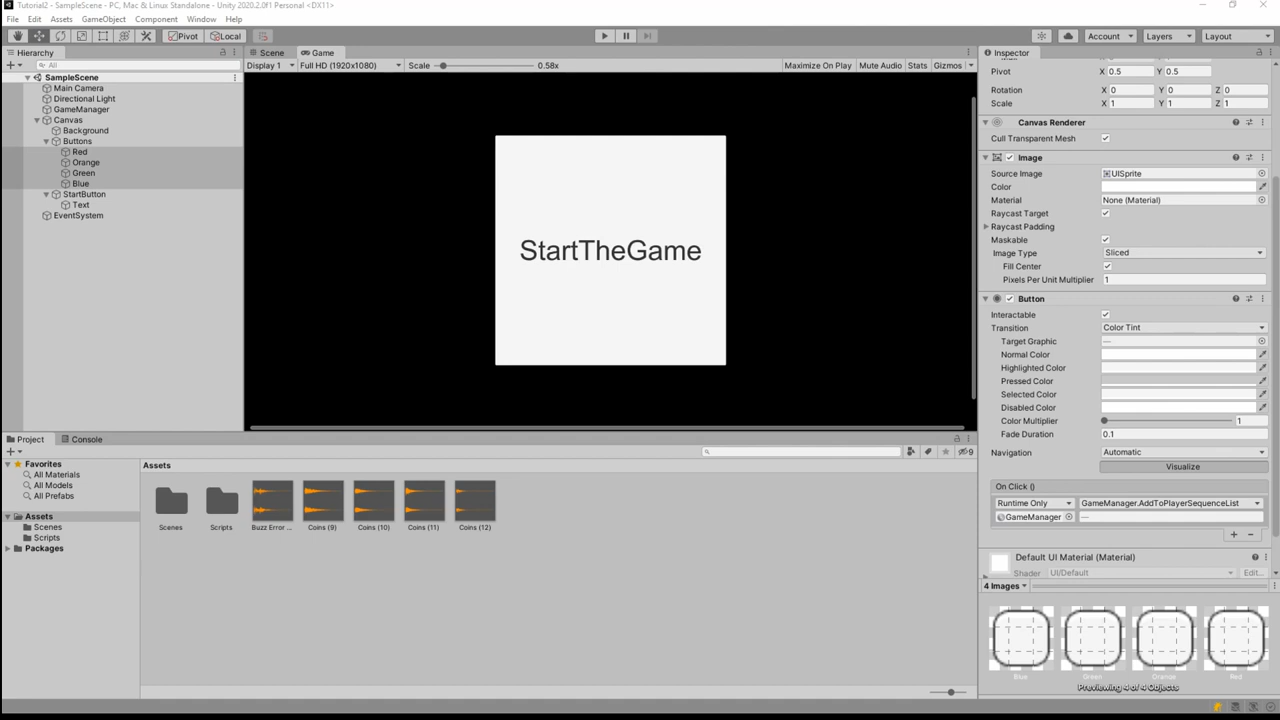 Tutorial2 - SampleScene - PC, Mac & Linux Standalone - Unity 2020.2.0f1 Personal <DX11>
File Edit Assets GameObject Component Window Help
Pivot Local Account Layers Layout
Hierarchy
All
SampleScene
Main Camera
Directional Light
GameManager
Canvas
Background
Buttons
Red
Orange
Green
Blue
StartButton
Text
EventSystem
Scene Game
Display 1 Full HD (1920x1080) Scale 0.58x Maximize On Play Mute Audio Stats Gizmos
StartTheGame
Project Console
9
Favorites
All Materials
All Models
All Prefabs
Assets
Scenes
Scripts
Packages
Assets
Scenes Scripts Buzz Error ... Coins (9) Coins (10) Coins (11) Coins (12)
Inspector
Pivot X 0.5 Y 0.5
Rotation X 0 Y 0 Z 0
Scale X 1 Y 1 Z 1
Canvas Renderer
Cull Transparent Mesh
Image
Source Image UISprite
Color
Material None (Material)
Raycast Target
Raycast Padding
Maskable
Image Type Sliced
Fill Center
Pixels Per Unit Multiplier 1
Button
Interactable
Transition Color Tint
Target Graphic —
Normal Color
Highlighted Color
Pressed Color
Selected Color
Disabled Color
Color Multiplier 1
Fade Duration 0.1
Navigation Automatic
Visualize
On Click ()
Runtime Only GameManager.AddToPlayerSequenceList
GameManager —
Default UI Material (Material)
Shader UI/Default Edit...
4 Images
Blue Green Orange Red
Previewing 4 of 4 Objects